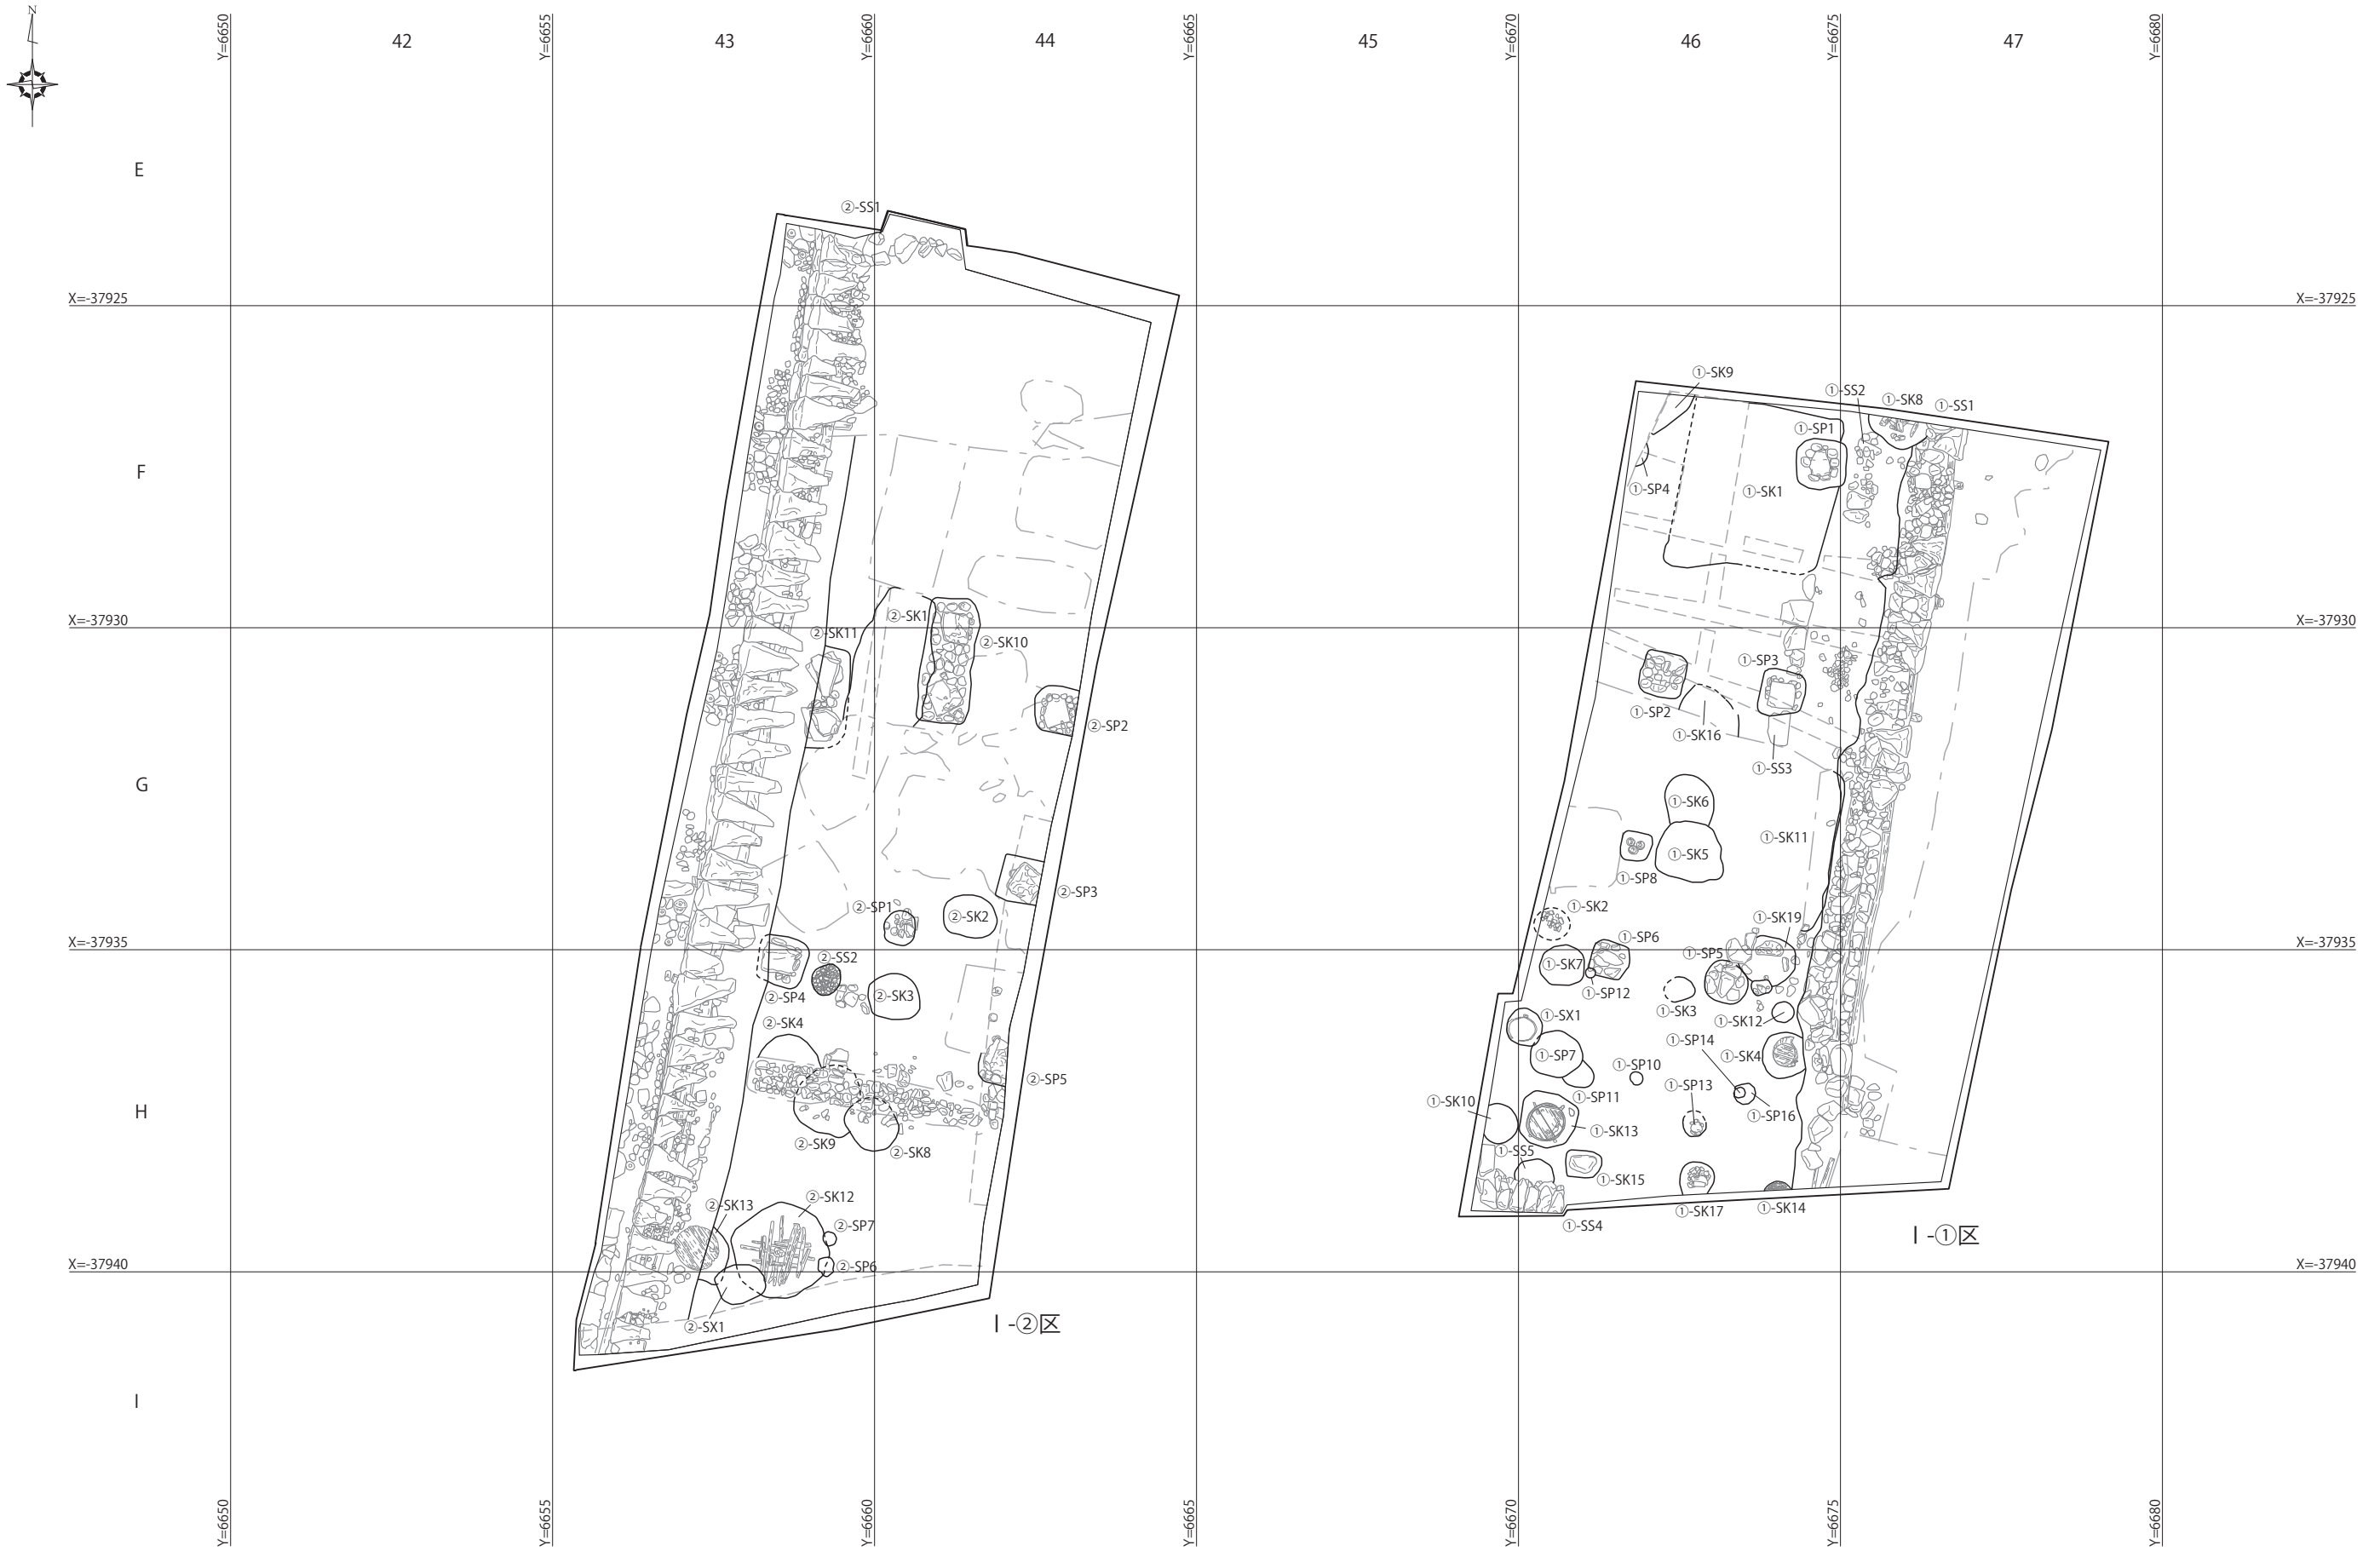 N
Y=6650
42
Y=6655
43
Y=6660
44
Y=6665
45
Y=6670
46
Y=6675
47
Y=6680
E
②-SS1
X=-37925
X=-37925
①-SK9
①-SS2
①-SK8
①-SS1
①-SP1
F
①-SP4
①-SK1
②-SK1
②-SK11
②-SK10
X=-37930
X=-37930
①-SP3
①-SP2
②-SP2
①-SK16
①-SS3
G
①-SK6
①-SK11
①-SK5
①-SP8
②-SP3
②-SP1
②-SK2
①-SK2
①-SK19
X=-37935
X=-37935
①-SP6
①-SP5
②-SS2
①-SK7
②-SP4
②-SK3
①-SP12
①-SK3
②-SK4
①-SX1
①-SK12
①-SP14
①-SP7
①-SK4
②-SP5
①-SP10
①-SP13
①-SP11
①-SK10
H
①-SP16
②-SK9
②-SK8
①-SK13
①-SS5
①-SK15
②-SK13
②-SK12
①-SK17
①-SK14
②-SP7
①-SS4
Ⅰ-①区
②-SP6
X=-37940
X=-37940
②-SX1
Ⅰ-②区
I
Y=6650
Y=6655
Y=6660
Y=6665
Y=6670
Y=6675
Y=6680